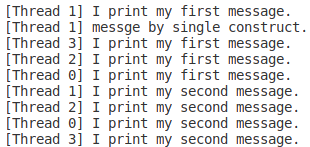 [Thread 1] I print my first message.
[Thread 1] messge by single construct.
[Thread 3] I print my first message.
[Thread 2] I print my first message.
[Thread 0] I print my first message.
[Thread 1] I print my second message.
[Thread 2] I print my second message.
[Thread 0] I print my second message.
[Thread 3] I print my second message.